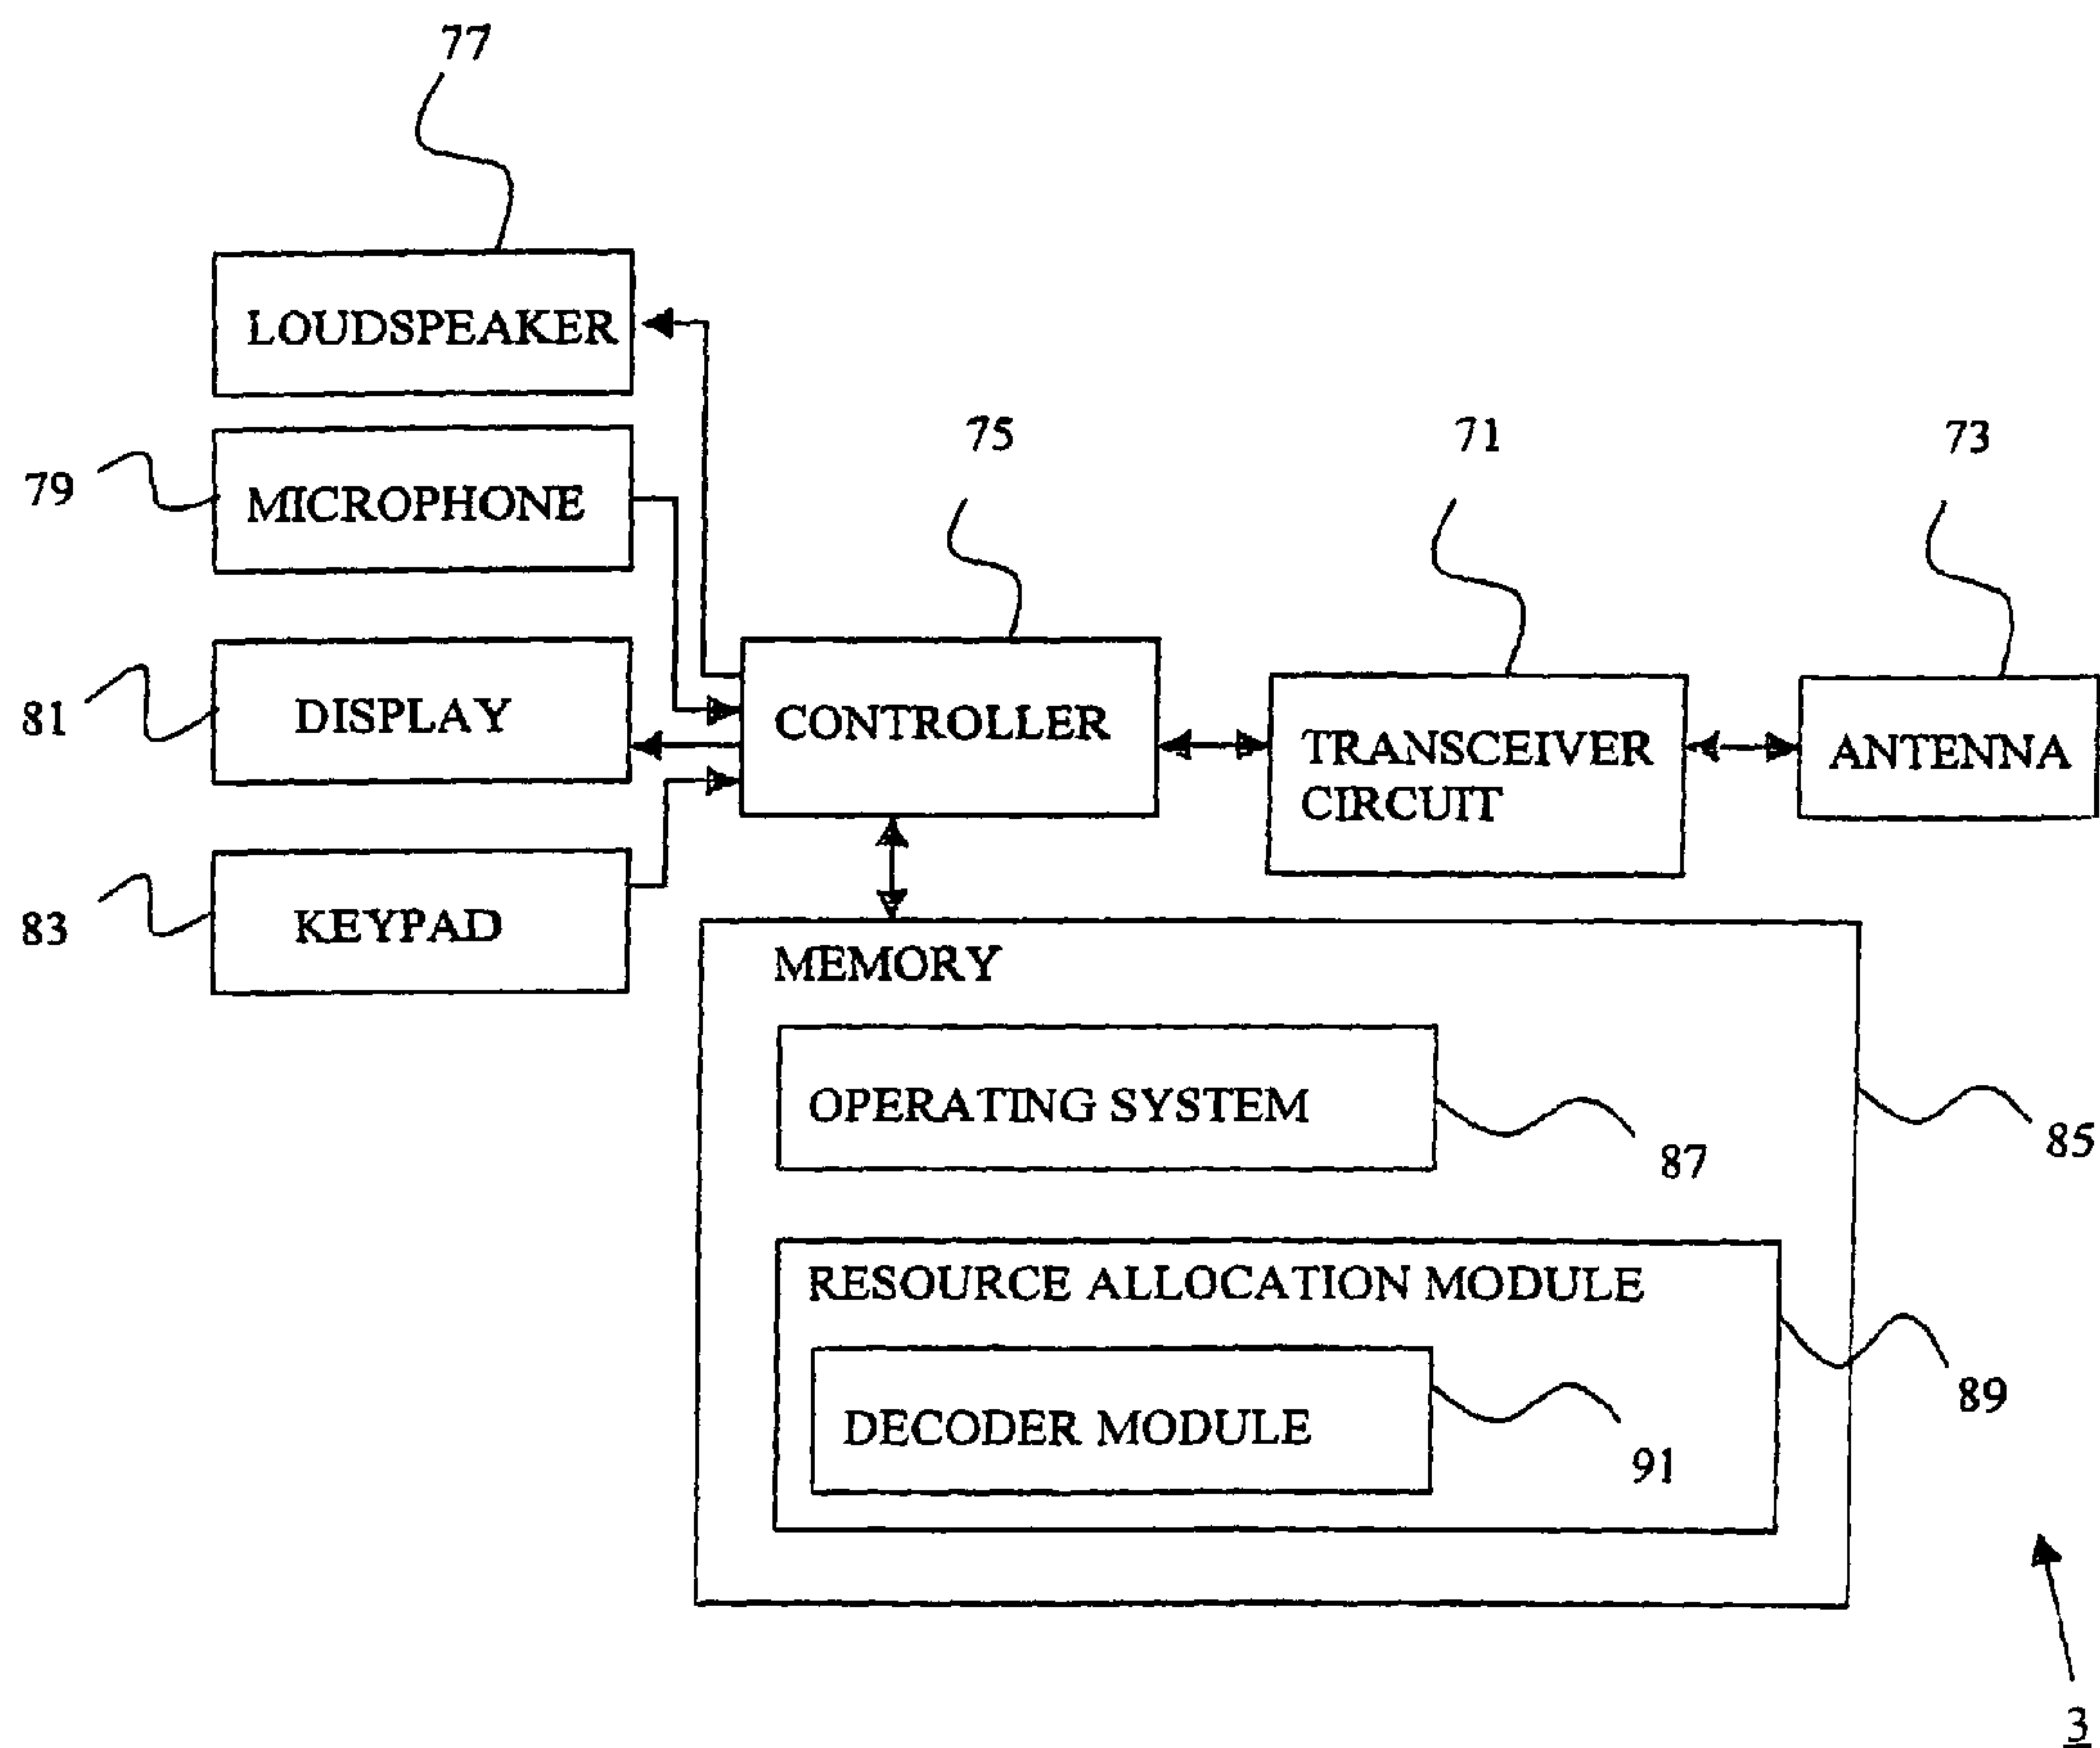 77
LOUDSPEAKER
75
71
73
79
MICROPHONE
81
DISPLAY
CONTROLLER
TRANSCEIVER
CIRCUIT
ANTENNA
83
KEYPAD
MEMORY
OPERATING SYSTEM
87
85
RESOURCE ALLOCATION MODULE
89
DECODER MODULE
91
3